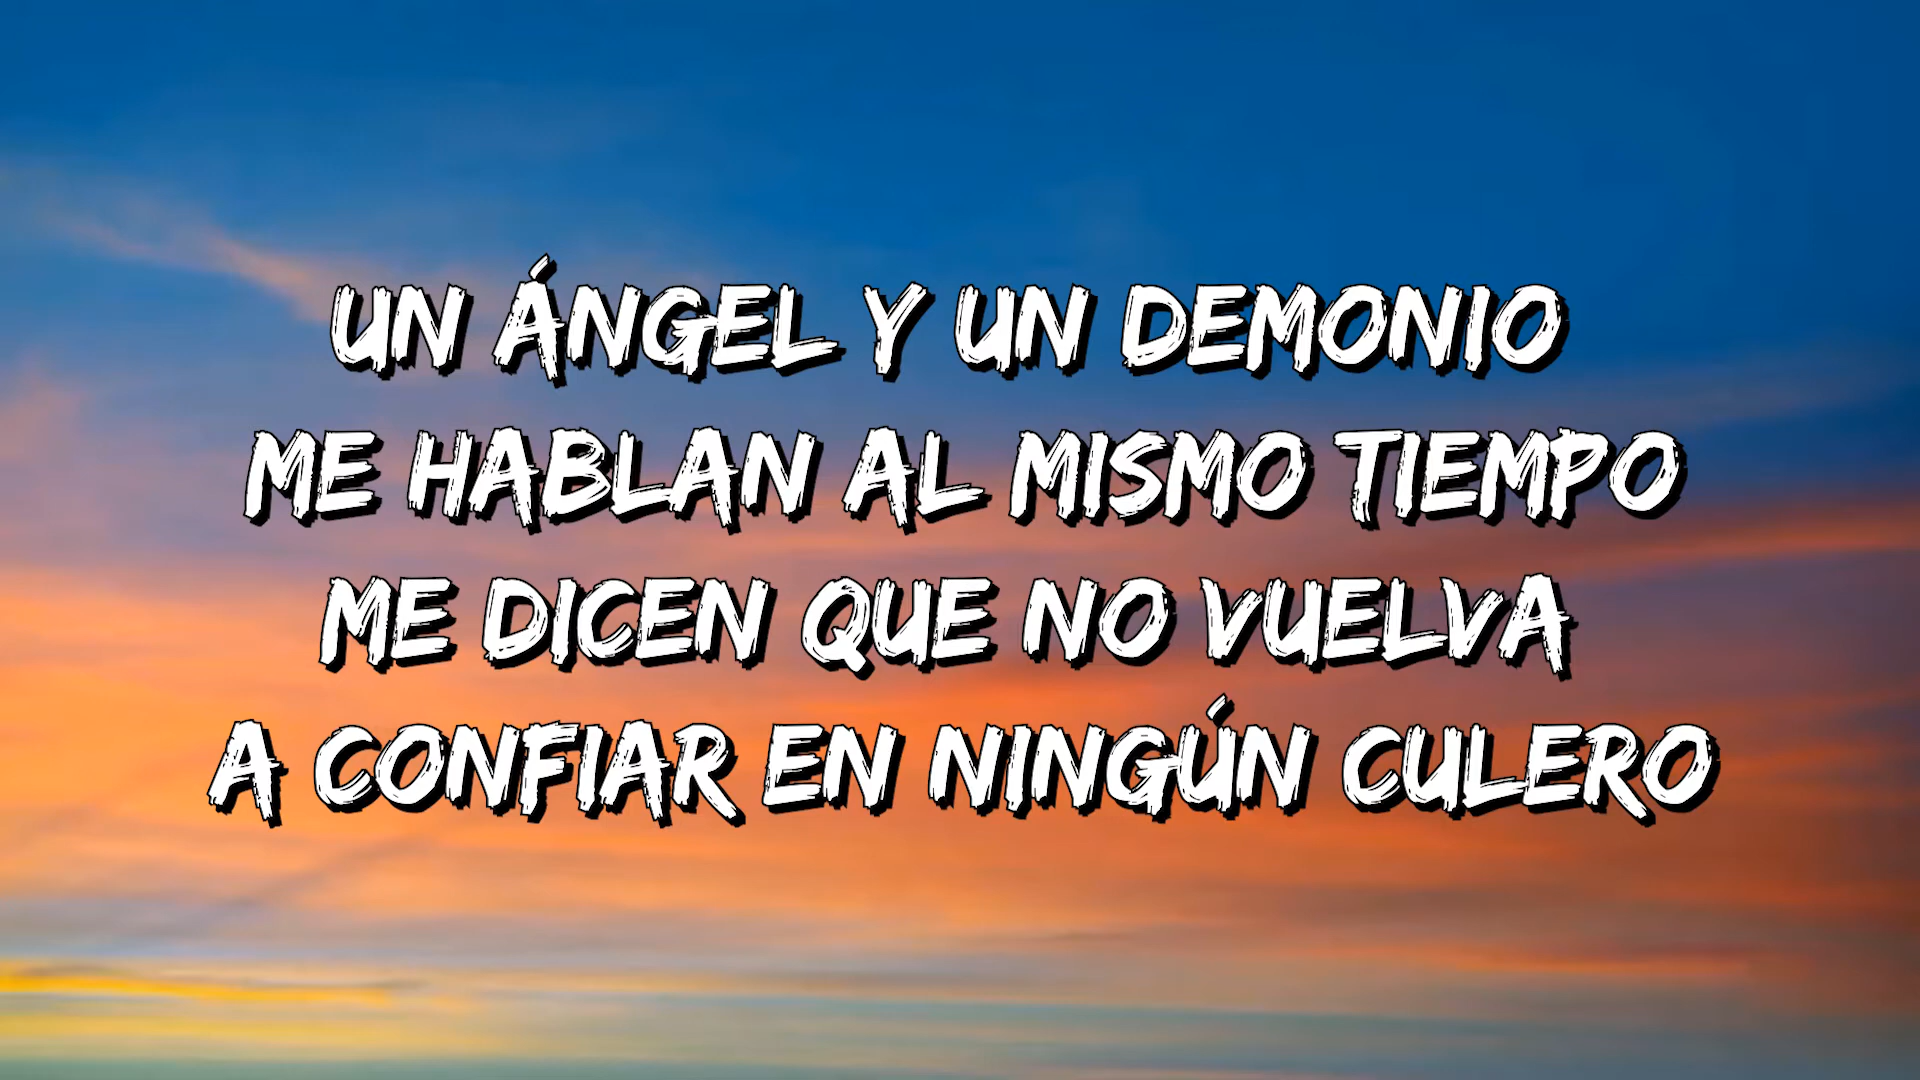 UN ÁNGEL Y UN DEMONIO
ME HABLAN AL MISMO TIEMPO
ME DICEN QUE NO VUELVA
A CONFIAR EN NINGÚN CULERO